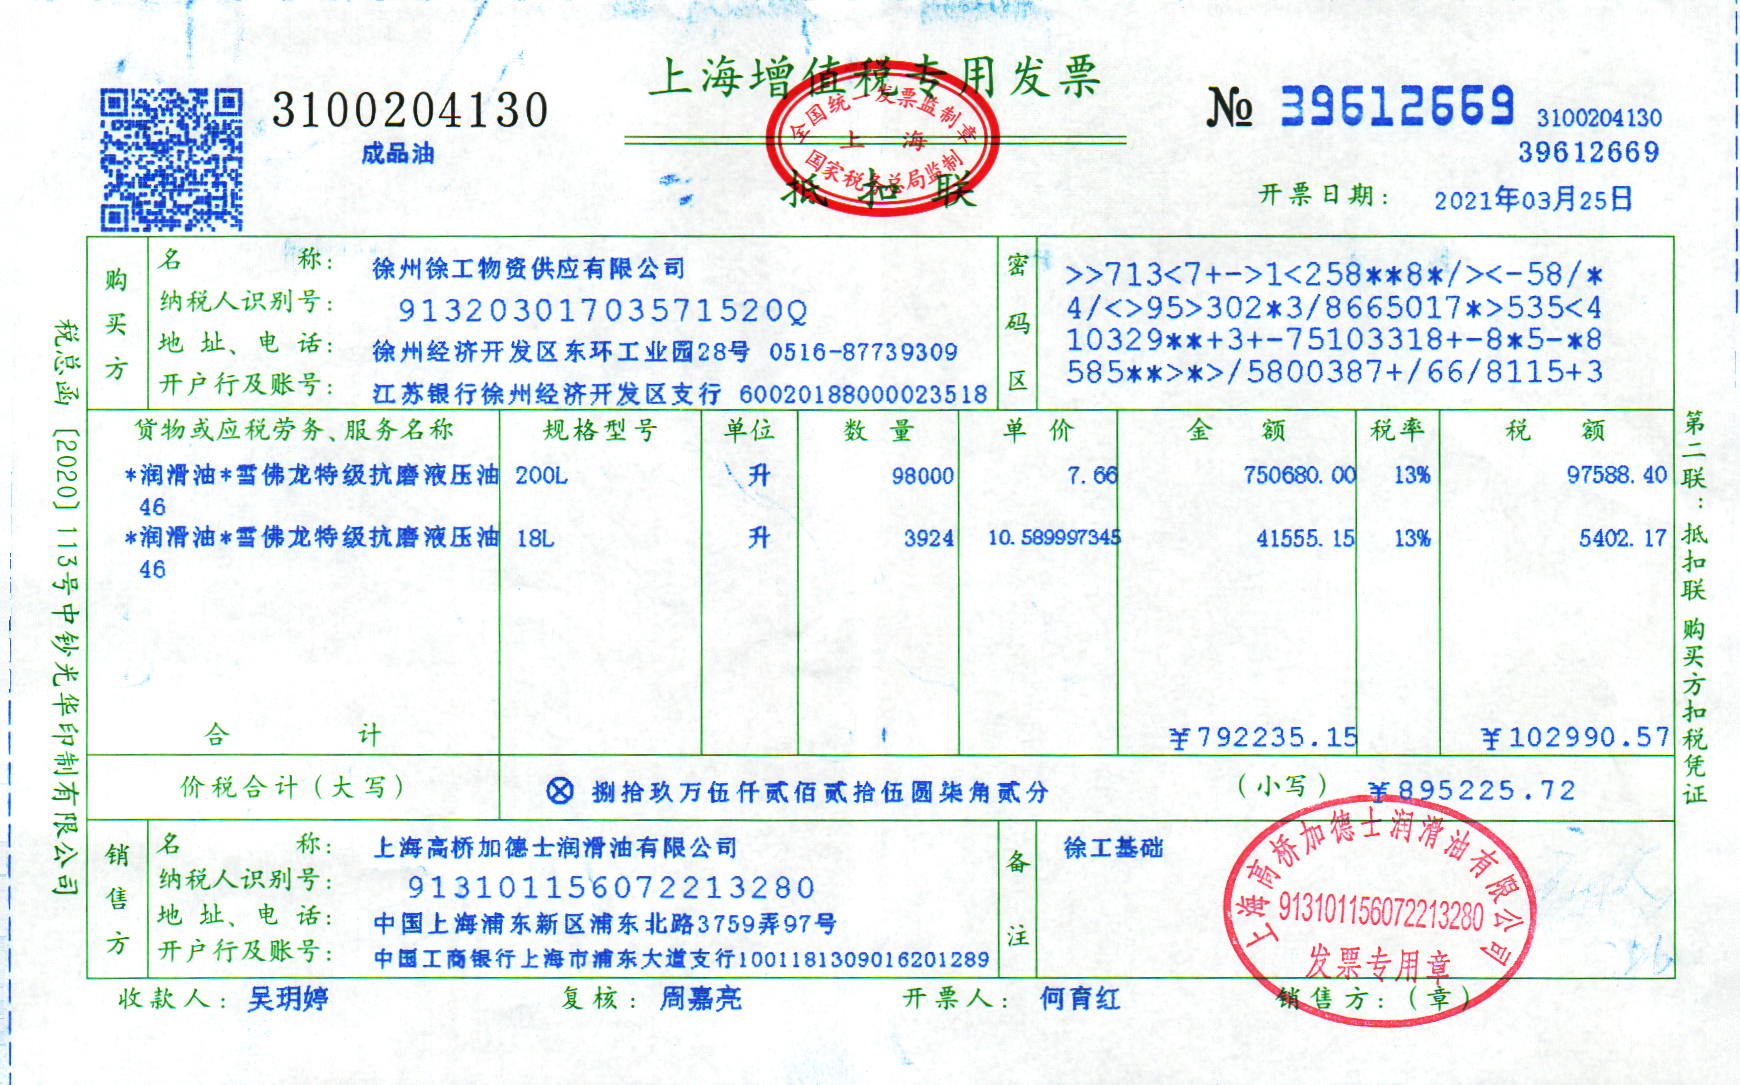 上海增值税专用发票
全国统一发票监制章
上海
国家税务总局监制
抵扣联
3100204130
成品油
№ 39612669 3100204130
39612669
开票日期: 2021年03月25日
购买方
名称: 徐州徐工物资供应有限公司
纳税人识别号: 91320301703571520Q
地址、电话: 徐州经济开发区东环工业园28号 0516-87739309
开户行及账号: 江苏银行徐州经济开发区支行 60020188000023518
密码区
>>713<7+->1<258**8*/><-58/*
4/<>95>302*3/8665017*>535<4
10329**+3+-75103318+-8*5-*8
585**>*>/5800387+/66/8115+3
货物或应税劳务、服务名称 规格型号 单位 数量 单价 金额 税率 税额
*润滑油*雪佛龙特级抗磨液压油 200L 升 98000 7.66 750680.00 13% 97588.40
46
*润滑油*雪佛龙特级抗磨液压油 18L 升 3924 10.589997345 41555.15 13% 5402.17
46
合计 ¥792235.15 ¥102990.57
价税合计(大写) ⊗ 捌拾玖万伍仟贰佰贰拾伍圆柒角贰分 (小写) ¥895225.72
销售方
名称: 上海高桥加德士润滑油有限公司
纳税人识别号: 913101156072213280
地址、电话: 中国上海浦东新区浦东北路3759弄97号
开户行及账号: 中国工商银行上海市浦东大道支行1001181309016201289
备注
徐工基础
上海高桥加德士润滑油有限公司
913101156072213280
发票专用章
收款人: 吴玥婷 复核: 周嘉亮 开票人: 何育红 销售方:(章)
税总函〔2020〕113号中钞光华印制有限公司
第二联:抵扣联 购买方扣税凭证